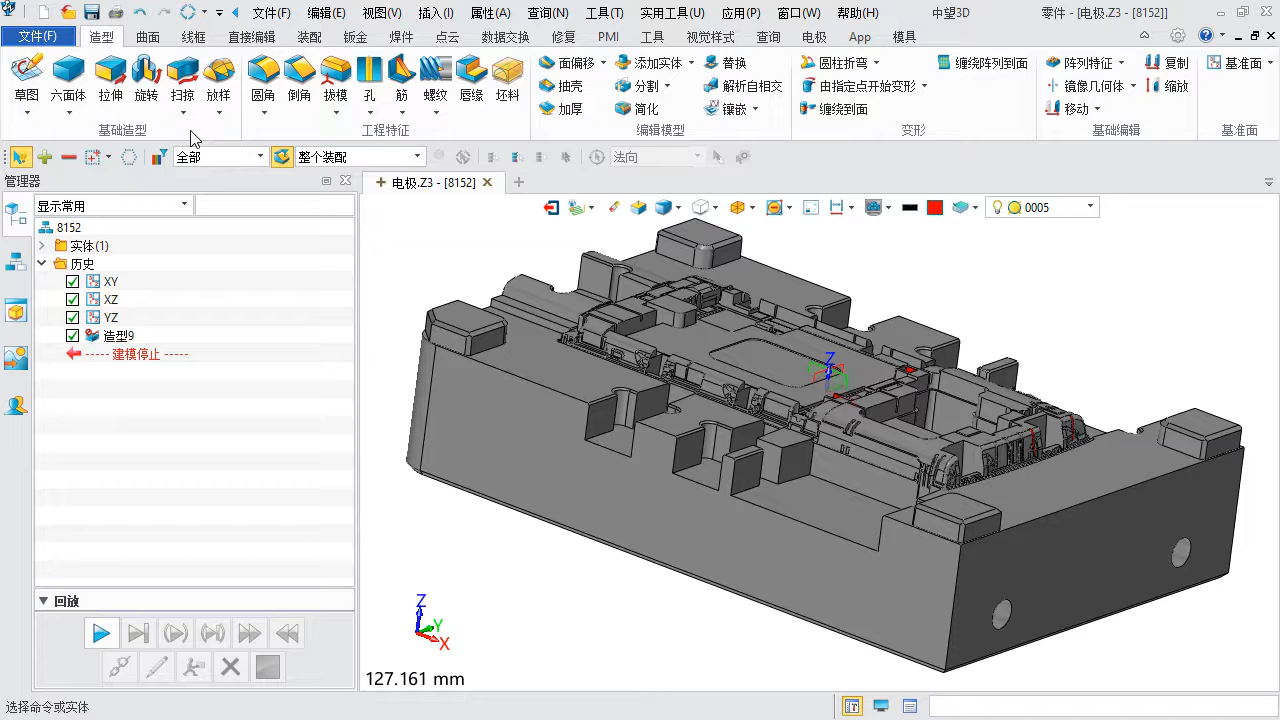 文件(F) 编辑(E) 视图(V) 插入(I) 属性(A) 查询(N) 工具(T) 实用工具(U) 应用(P) 窗口(W) 帮助(H) 中望3D 零件 - [电极.Z3 - [8152]]
文件(F) 造型 曲面 线框 直接编辑 装配 钣金 焊件 点云 数据交换 修复 PMI 工具 视觉样式 查询 电极 App 模具
草图 六面体 拉伸 旋转 扫掠 放样 圆角 倒角 拔模 孔 筋 螺纹 唇缘 坯料
面偏移 添加实体 替换 圆柱折弯 缠绕阵列到面 阵列特征 复制 基准面
抽壳 分割 解析自相交 由指定点开始变形 镜像几何体 缩放
加厚 简化 镶嵌 缠绕到面 移动
基础造型 工程特征 编辑模型 变形 基础编辑 基准面
全部 整个装配 法向
管理器
电极.Z3 - [8152]
显示常用
0005
8152
实体(1)
历史
XY
XZ
YZ
造型9
----- 建模停止 -----
Z
回放
Z
Y
X
127.161 mm
选择命令或实体